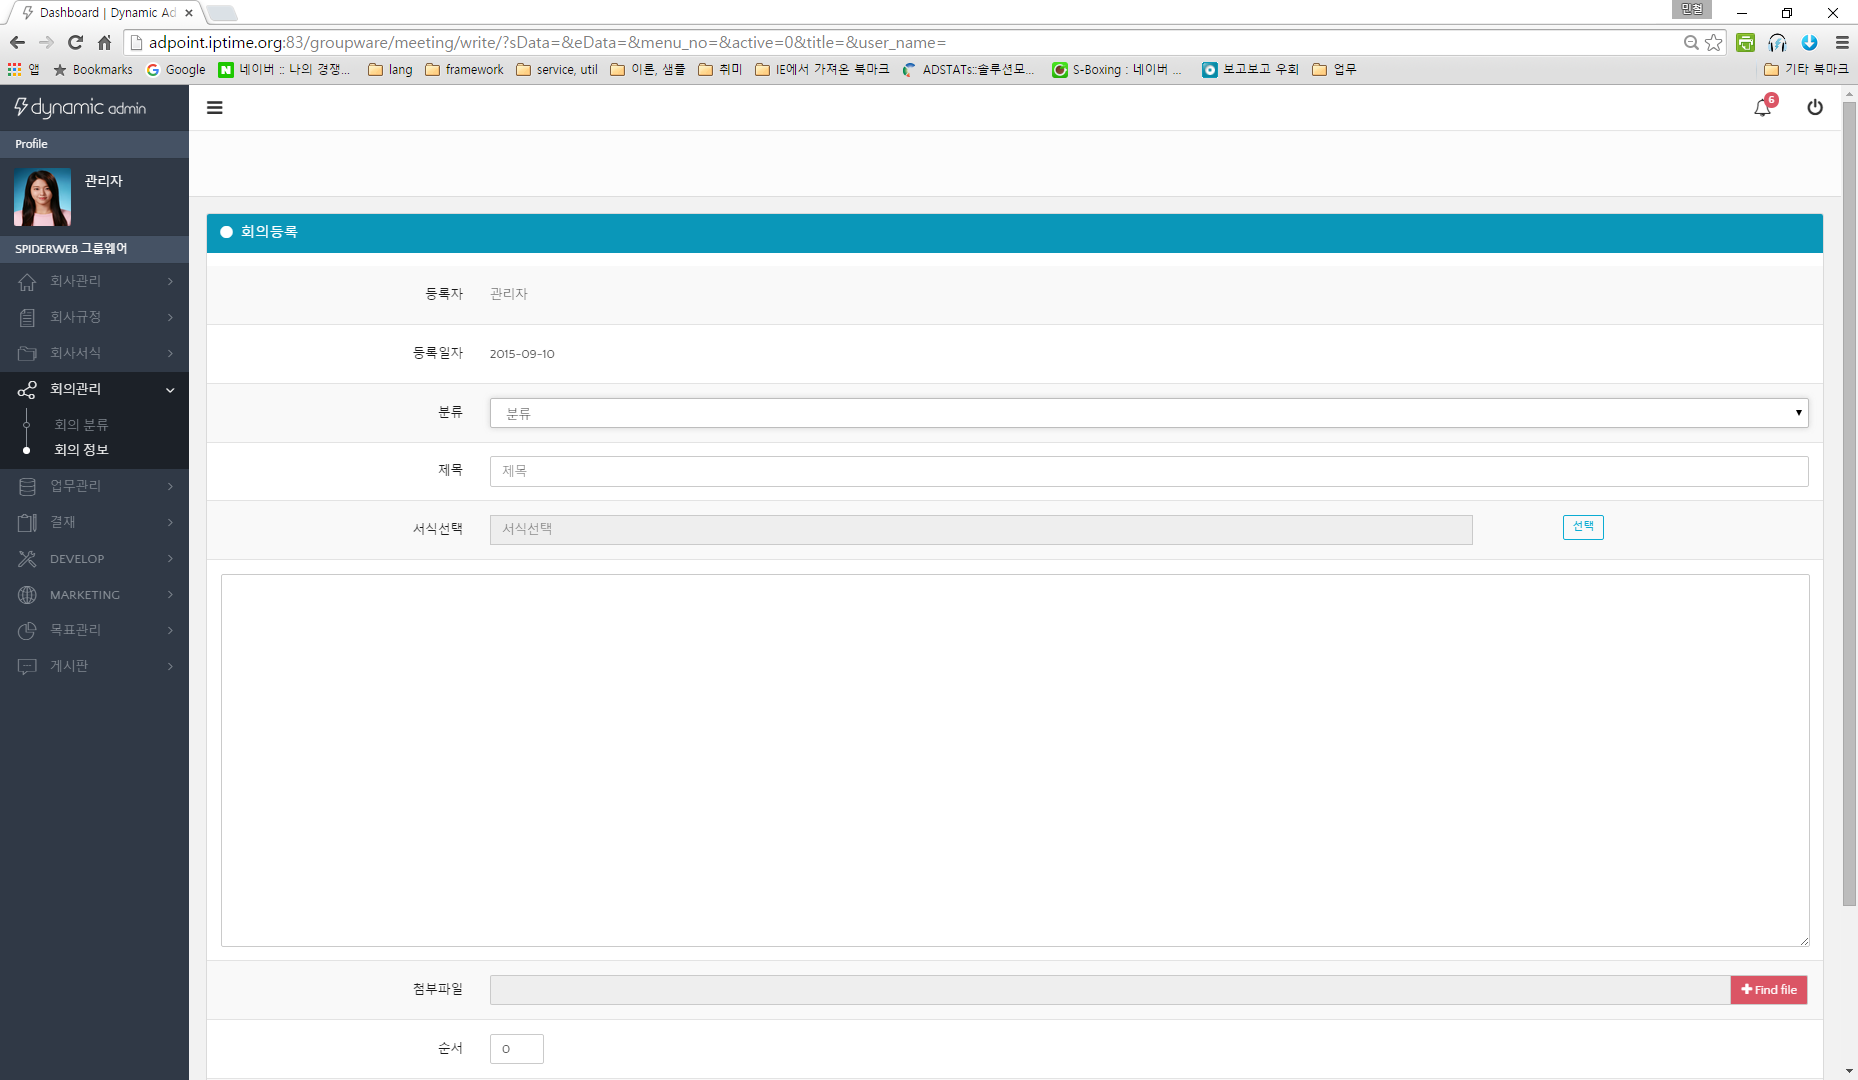 Dashboard | Dynamic Ad
민철
adpoint.iptime.org:83/groupware/meeting/write/?sData=&eData=&menu_no=&active=0&title=&user_name=
앱 Bookmarks Google 네이버 :: 나의 경쟁... lang framework service, util 이론, 샘플 취미 IE에서 가져온 북마크 ADSTATs::솔루션모... S-Boxing : 네이버 ... 보고보고 우회 업무 기타 북마크
dynamic admin
6
Profile
관리자
SPIDERWEB 그룹웨어
회사관리
회사규정
회사서식
회의관리
회의 분류
회의 정보
업무관리
결재
DEVELOP
MARKETING
목표관리
게시판
회의등록
등록자 관리자
등록일자 2015-09-10
분류 분류
제목 제목
서식선택 서식선택 선택
첨부파일 Find file
순서 0